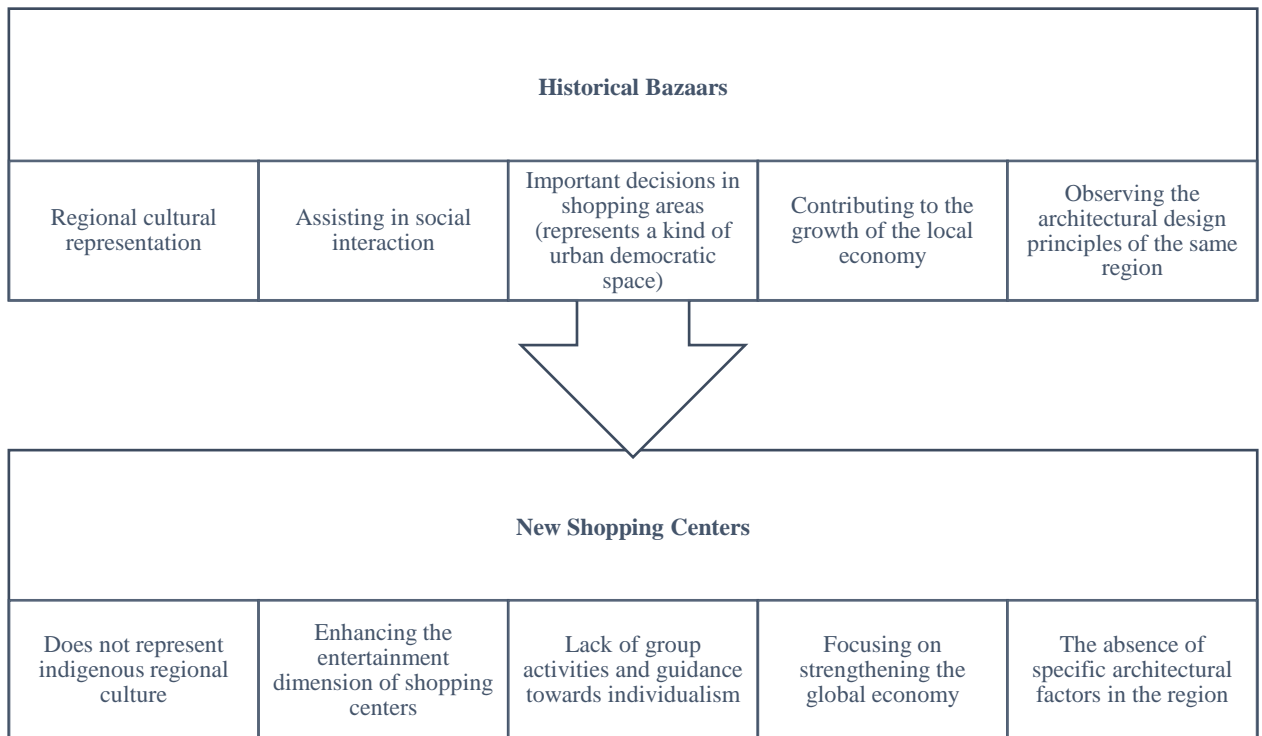 Historical Bazaars
Regional cultural
representation
Assisting in social
interaction
Important decisions in
shopping areas
(represents a kind of
urban democratic
space)
Contributing to the
growth of the local
economy
Observing the
architectural design
principles of the same
region
New Shopping Centers
Does not represent
indigenous regional
culture
Enhancing the
entertainment
dimension of shopping
centers
Lack of group
activities and guidance
towards individualism
Focusing on
strengthening the
global economy
The absence of
specific architectural
factors in the region